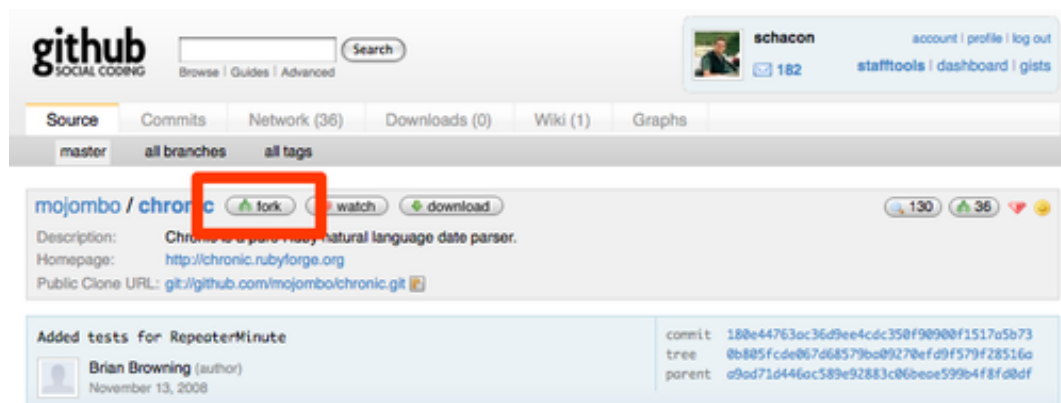 github
SOCIAL CODING
Search
Browse | Guides | Advanced
schacon
182
account | profile | log out
stafftools | dashboard | gists
Source Commits Network (36) Downloads (0) Wiki (1) Graphs
master all branches all tags
mojombo / chronic fork watch download
130 36
Description: Chronic is a pure Ruby natural language date parser.
Homepage: http://chronic.rubyforge.org
Public Clone URL: git://github.com/mojombo/chronic.git
Added tests for RepeaterMinute
Brian Browning (author)
November 13, 2008
commit 180e44763ac36d9ee4cdc350f90900f1517a5b73
tree 0b805fcde067d68579ba09270efd9f579f28516a
parent